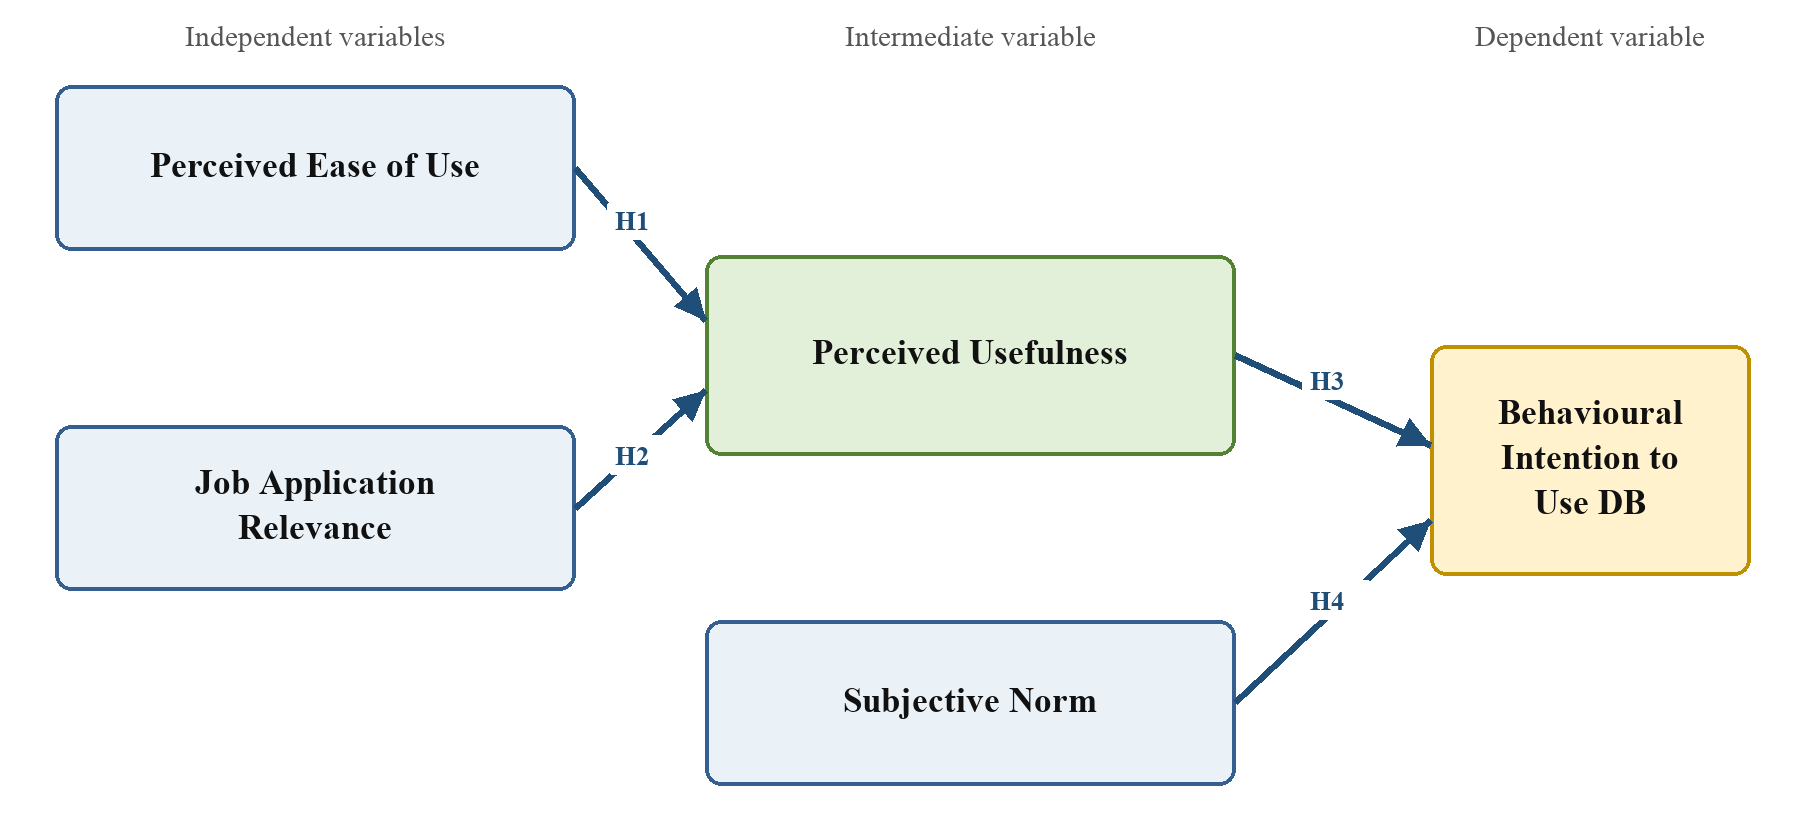 Independent variables
Intermediate variable
Dependent variable
Perceived Ease of Use
H1
Perceived Usefulness
H3
Behavioural
Intention to
Use DB
Job Application
Relevance
H2
H4
Subjective Norm